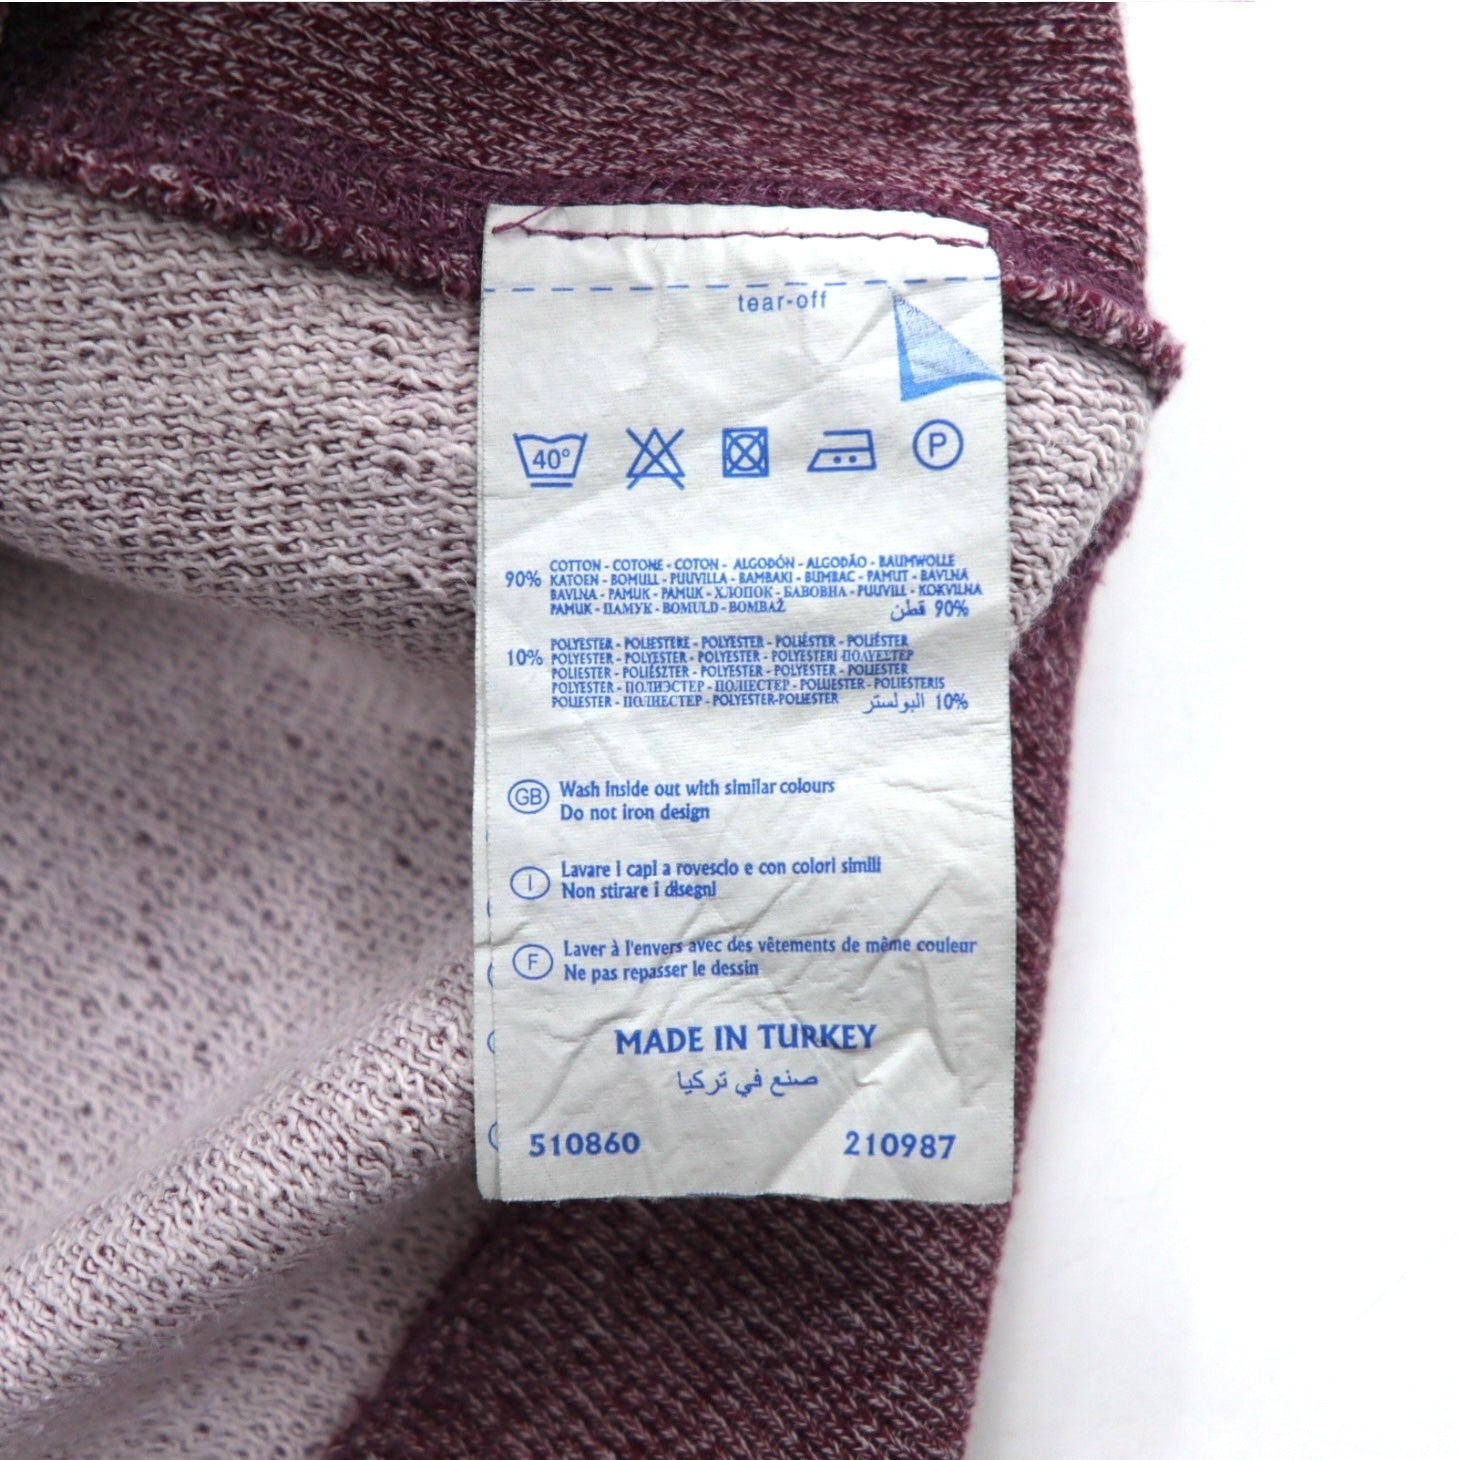 tear-off
40°
P
90% COTTON - COTONE - COTON - ALGODÓN - ALGODÃO - BAUMWOLLE
KATOEN - BOMULL - PUUVILLA - BAMBAKI - BUMBAC - PAMUT - BAVLNA
BAVLNA - PAMUK - PAMUK - ХЛОПОК - БАВОВНА - PUUVILL - KOKVILNA
PAMUK - ПАМУК - BOMULD - BOMBAŽ
90% قطن
10% POLYESTER - POLIESTERE - POLYESTER - POLIÉSTER - POLIÉSTER
POLYESTER - POLYESTER - POLYESTER - POLYESTERI ΠΟΛΥΕΣΤΕΡ
POLIESTER - POLIÉSZTER - POLYESTER - POLYESTER - POLIESTER
POLYESTER - ПОЛИЭСТЕР - ПОЛІЕСТЕР - POLUESTER - POLIESTERIS
POLIESTER - ПОЛИЕСТЕР - POLYESTER-POLIESTER
10% البولستر
GB Wash inside out with similar colours
Do not iron design
I Lavare i capi a rovescio e con colori simili
Non stirare i disegni
F Laver à l'envers avec des vêtements de même couleur
Ne pas repasser le dessin
MADE IN TURKEY
صنع في تركيا
510860 210987